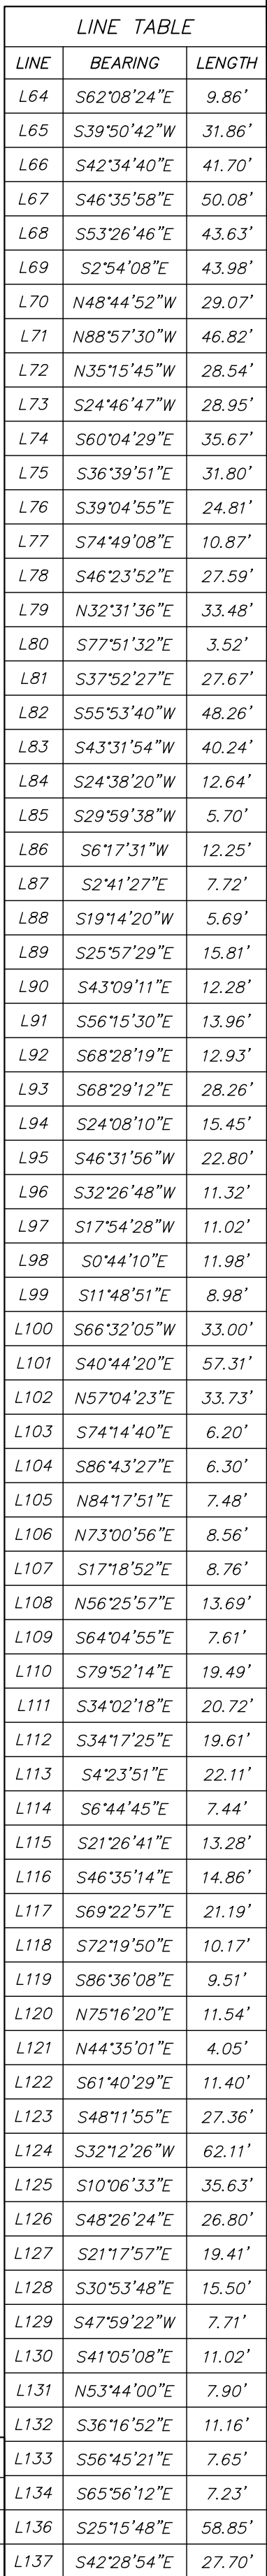 LINE TABLE
LINE BEARING LENGTH
L64 S62°08'24"E 9.86'
L65 S39°50'42"W 31.86'
L66 S42°34'40"E 41.70'
L67 S46°35'58"E 50.08'
L68 S53°26'46"E 43.63'
L69 S2°54'08"E 43.98'
L70 N48°44'52"W 29.07'
L71 N88°57'30"W 46.82'
L72 N35°15'45"W 28.54'
L73 S24°46'47"W 28.95'
L74 S60°04'29"E 35.67'
L75 S36°39'51"E 31.80'
L76 S39°04'55"E 24.81'
L77 S74°49'08"E 10.87'
L78 S46°23'52"E 27.59'
L79 N32°31'36"E 33.48'
L80 S77°51'32"E 3.52'
L81 S37°52'27"E 27.67'
L82 S55°53'40"W 48.26'
L83 S43°31'54"W 40.24'
L84 S24°38'20"W 12.64'
L85 S29°59'38"W 5.70'
L86 S6°17'31"W 12.25'
L87 S2°41'27"E 7.72'
L88 S19°14'20"W 5.69'
L89 S25°57'29"E 15.81'
L90 S43°09'11"E 12.28'
L91 S56°15'30"E 13.96'
L92 S68°28'19"E 12.93'
L93 S68°29'12"E 28.26'
L94 S24°08'10"E 15.45'
L95 S46°31'56"W 22.80'
L96 S32°26'48"W 11.32'
L97 S17°54'28"W 11.02'
L98 S0°44'10"E 11.98'
L99 S11°48'51"E 8.98'
L100 S66°32'05"W 33.00'
L101 S40°44'20"E 57.31'
L102 N57°04'23"E 33.73'
L103 S74°14'40"E 6.20'
L104 S86°43'27"E 6.30'
L105 N84°17'51"E 7.48'
L106 N73°00'56"E 8.56'
L107 S17°18'52"E 8.76'
L108 N56°25'57"E 13.69'
L109 S64°04'55"E 7.61'
L110 S79°52'14"E 19.49'
L111 S34°02'18"E 20.72'
L112 S34°17'25"E 19.61'
L113 S4°23'51"E 22.11'
L114 S6°44'45"E 7.44'
L115 S21°26'41"E 13.28'
L116 S46°35'14"E 14.86'
L117 S69°22'57"E 21.19'
L118 S72°19'50"E 10.17'
L119 S86°36'08"E 9.51'
L120 N75°16'20"E 11.54'
L121 N44°35'01"E 4.05'
L122 S61°40'29"E 11.40'
L123 S48°11'55"E 27.36'
L124 S32°12'26"W 62.11'
L125 S10°06'33"E 35.63'
L126 S48°26'24"E 26.80'
L127 S21°17'57"E 19.41'
L128 S30°53'48"E 15.50'
L129 S47°59'22"W 7.71'
L130 S41°05'08"E 11.02'
L131 N53°44'00"E 7.90'
L132 S36°16'52"E 11.16'
L133 S56°45'21"E 7.65'
L134 S65°56'12"E 7.23'
L136 S25°15'48"E 58.85'
L137 S42°28'54"E 27.70'